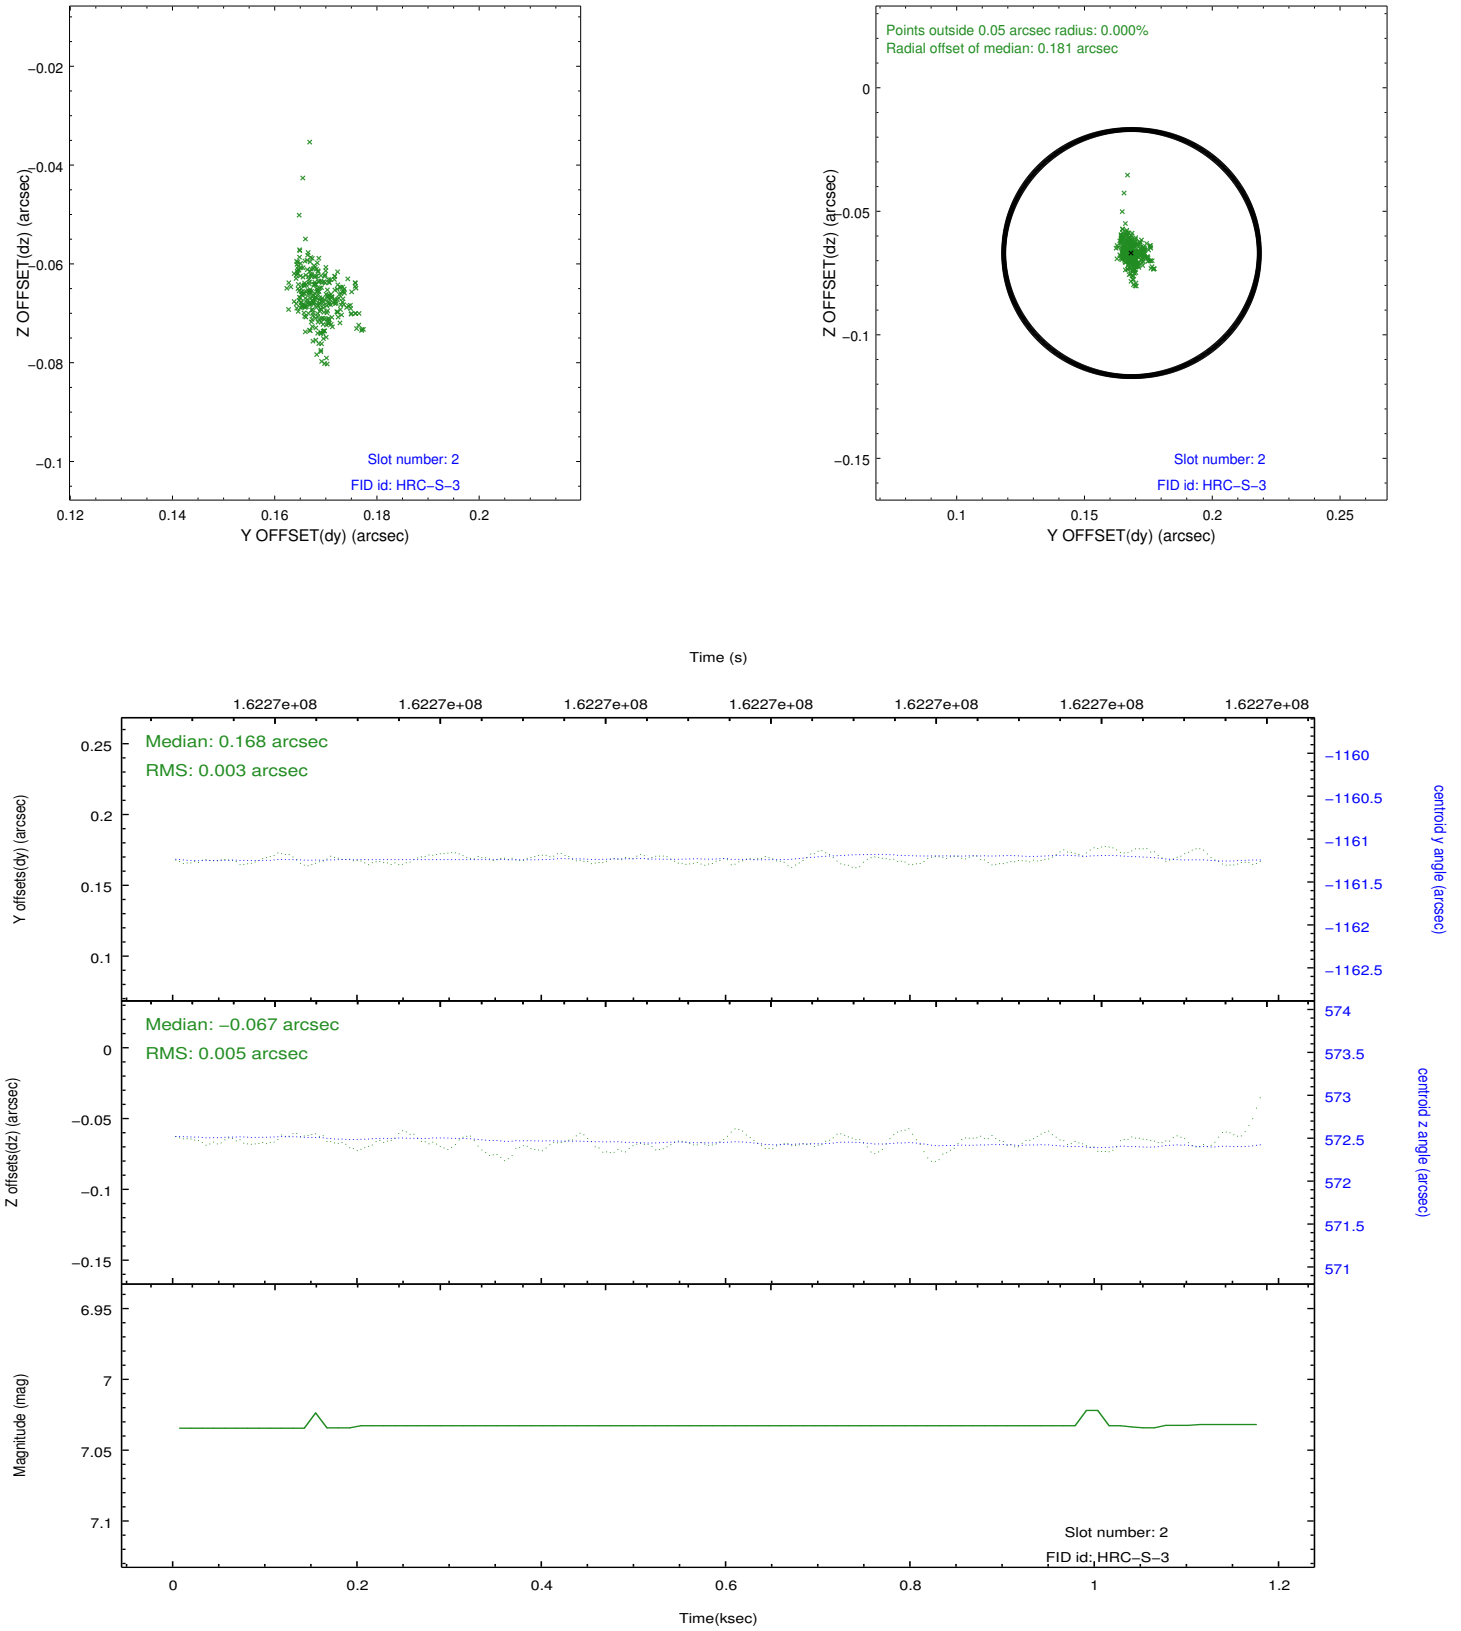 −0.02
−0.04
−0.06
−0.08
−0.1
Z OFFSET(dz) (arcsec)
Slot number: 2
FID id: HRC−S−3
0.12 0.14 0.16 0.18 0.2
Y OFFSET(dy) (arcsec)
Points outside 0.05 arcsec radius: 0.000%
Radial offset of median: 0.181 arcsec
0
−0.05
−0.1
−0.15
Z OFFSET(dz) (arcsec)
Slot number: 2
FID id: HRC−S−3
0.1 0.15 0.2 0.25
Y OFFSET(dy) (arcsec)
Time (s)
1.6227e+08 1.6227e+08 1.6227e+08 1.6227e+08 1.6227e+08 1.6227e+08 1.6227e+08
Median: 0.168 arcsec
RMS: 0.003 arcsec
0.25
0.2
0.15
0.1
Y offsets(dy) (arcsec)
−1160
−1160.5
−1161
−1161.5
−1162
−1162.5
centroid y angle (arcsec)
Median: −0.067 arcsec
RMS: 0.005 arcsec
0
−0.05
−0.1
−0.15
Z offsets(dz) (arcsec)
574
573.5
573
572.5
572
571.5
571
centroid z angle (arcsec)
6.95
7
7.05
7.1
Magnitude (mag)
Slot number: 2
FID id: HRC−S−3
0 0.2 0.4 0.6 0.8 1 1.2
Time(ksec)